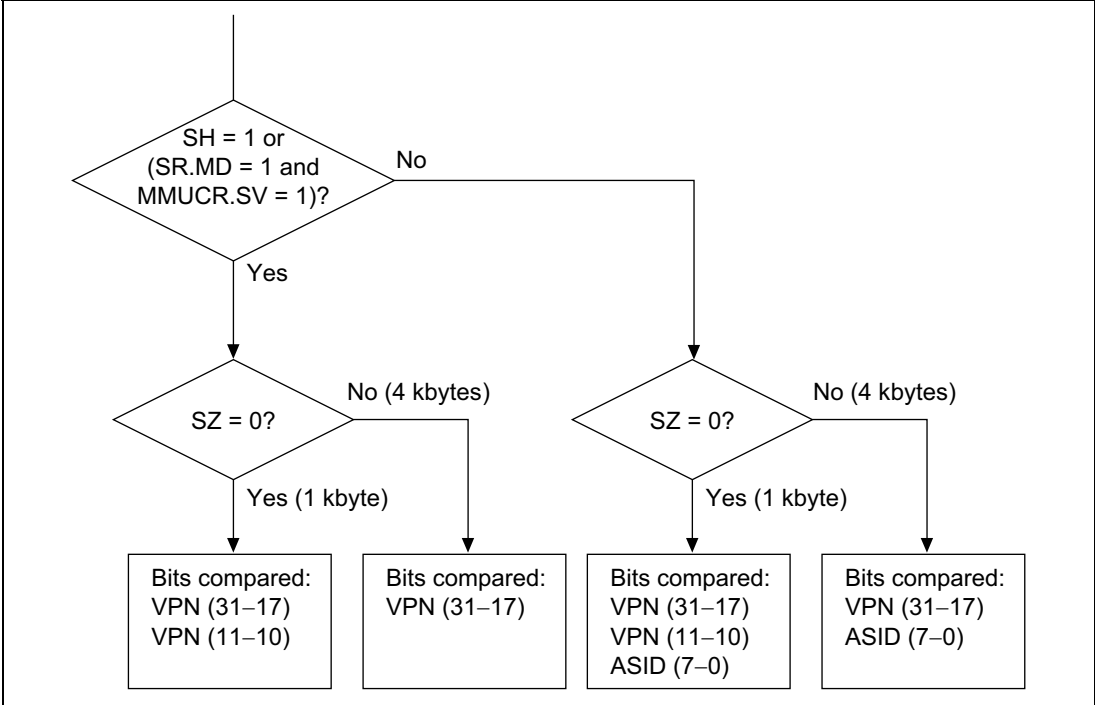 SH = 1 or
(SR.MD = 1 and
MMUCR.SV = 1)?
No
Yes
SZ = 0?
No (4 kbytes)
Yes (1 kbyte)
SZ = 0?
No (4 kbytes)
Yes (1 kbyte)
Bits compared:
VPN (31–17)
VPN (11–10)
Bits compared:
VPN (31–17)
Bits compared:
VPN (31–17)
VPN (11–10)
ASID (7–0)
Bits compared:
VPN (31–17)
ASID (7–0)